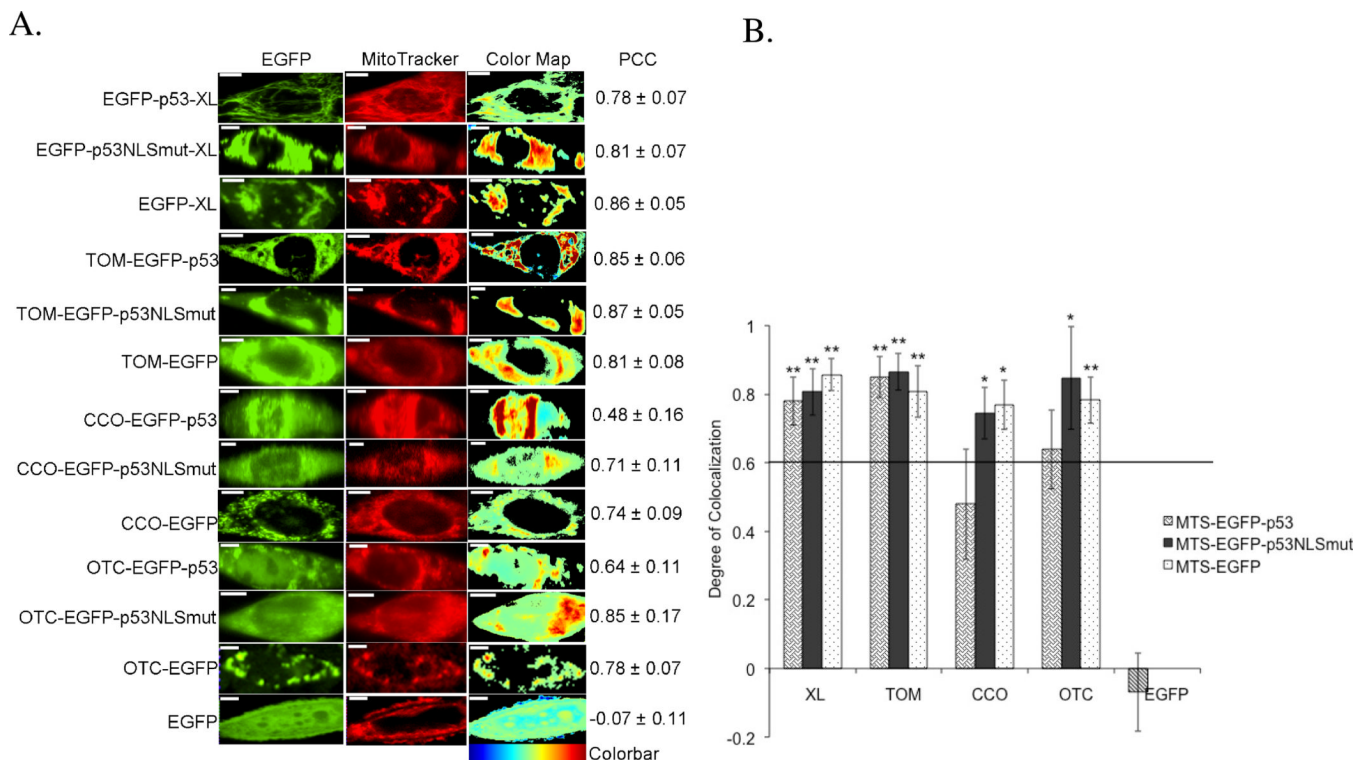 A.
EGFP MitoTracker Color Map PCC
EGFP-p53-XL 0.78 ± 0.07
EGFP-p53NLSmut-XL 0.81 ± 0.07
EGFP-XL 0.86 ± 0.05
TOM-EGFP-p53 0.85 ± 0.06
TOM-EGFP-p53NLSmut 0.87 ± 0.05
TOM-EGFP 0.81 ± 0.08
CCO-EGFP-p53 0.48 ± 0.16
CCO-EGFP-p53NLSmut 0.71 ± 0.11
CCO-EGFP 0.74 ± 0.09
OTC-EGFP-p53 0.64 ± 0.11
OTC-EGFP-p53NLSmut 0.85 ± 0.17
OTC-EGFP 0.78 ± 0.07
EGFP -0.07 ± 0.11
Colorbar
B.
Degree of Colocalization
1
0.8
0.6
0.4
0.2
0
-0.2
** ** **
** ** **
* *
* **
XL TOM CCO OTC EGFP
MTS-EGFP-p53
MTS-EGFP-p53NLSmut
MTS-EGFP